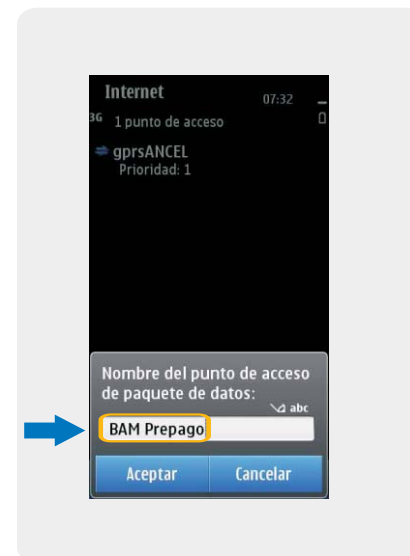 Internet
07:32
3G
1 punto de acceso
gprsANCEL
Prioridad: 1
Nombre del punto de acceso
de paquete de datos:
abc
BAM Prepago
Aceptar
Cancelar